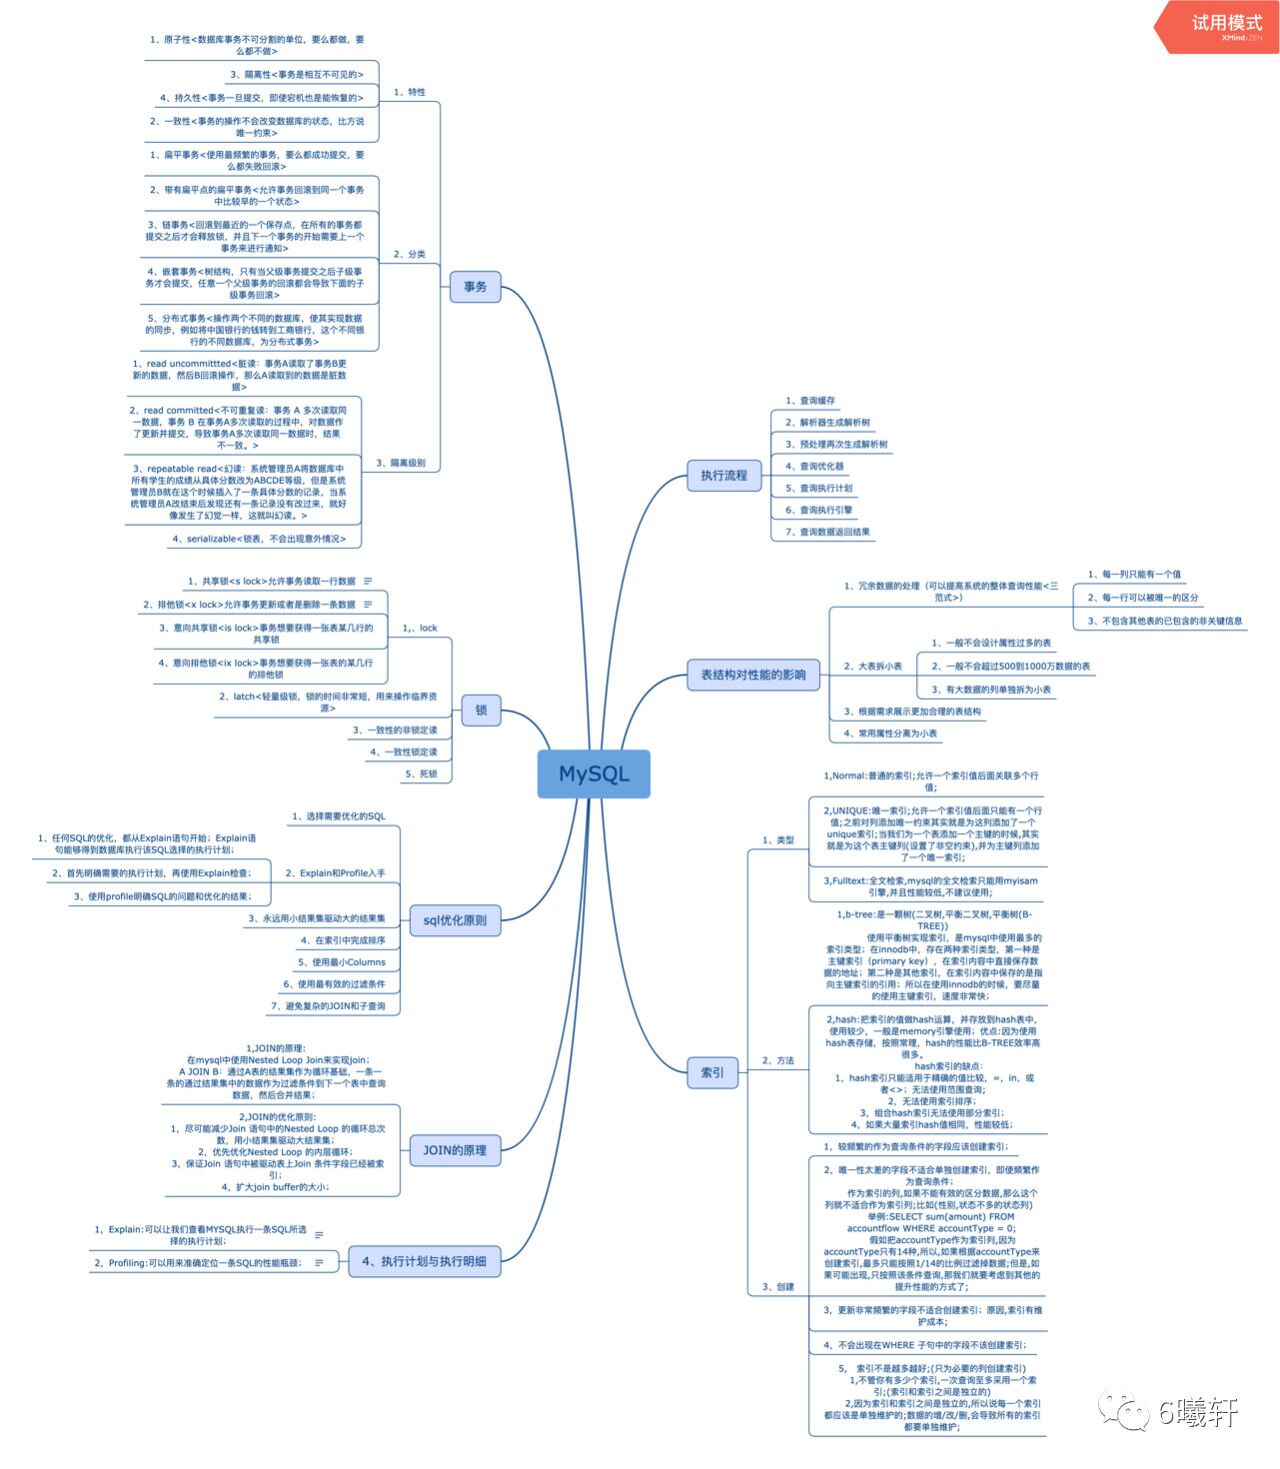 试用模式
XMind:ZEN
MySQL
事务
1、特性
1、原子性<数据库事务不可分割的单位，要么都做，要
么都不做>
3、隔离性<事务是相互不可见的>
4、持久性<事务一旦提交，即使宕机也是能恢复的>
2、一致性<事务的操作不会改变数据库的状态，比方说
唯一约束>
2、分类
1、扁平事务<使用最频繁的事务，要么都成功提交，要
么都失败回滚>
2、带有扁平点的扁平事务<允许事务回滚到同一个事务
中比较早的一个状态>
3、链事务<回滚到最近的一个保存点，在所有的事务都
提交之后才会释放锁，并且下一个事务的开始需要上一个
事务来进行通知>
4、嵌套事务<树结构，只有当父级事务提交之后子级事
务才会提交，任意一个父级事务的回滚都会导致下面的子
级事务回滚>
5、分布式事务<操作两个不同的数据库，使其实现数据
的同步，例如将中国银行的钱转到工商银行，这个不同银
行的不同数据库，为分布式事务>
3、隔离级别
1、read uncommittted<脏读：事务A读取了事务B更
新的数据，然后B回滚操作，那么A读取到的数据是脏数
据>
2、read committed<不可重复读：事务 A 多次读取同
一数据，事务 B 在事务A多次读取的过程中，对数据作
了更新并提交，导致事务A多次读取同一数据时，结果
不一致。>
3、repeatable read<幻读：系统管理员A将数据库中
所有学生的成绩从具体分数改为ABCDE等级，但是系统
管理员B就在这个时候插入了一条具体分数的记录，当系
统管理员A改结束后发现还有一条记录没有改过来，就好
像发生了幻觉一样，这就叫幻读。>
4、serializable<锁表，不会出现意外情况>
锁
1,、lock
1、共享锁<s lock>允许事务读取一行数据
2、排他锁<x lock>允许事务更新或者是删除一条数据
3、意向共享锁<is lock>事务想要获得一张表某几行的
共享锁
4、意向排他锁<ix lock>事务想要获得一张表的某几行
的排他锁
2、latch<轻量级锁，锁的时间非常短，用来操作临界资
源>
3、一致性的非锁定读
4、一致性锁定读
5、死锁
sql优化原则
1、选择需要优化的SQL
2、Explain和Profile入手
1、任何SQL的优化，都从Explain语句开始；Explain语
句能够得到数据库执行该SQL选择的执行计划；
2、首先明确需要的执行计划，再使用Explain检查；
3、使用profile明确SQL的问题和优化的结果；
3、永远用小结果集驱动大的结果集
4、在索引中完成排序
5、使用最小Columns
6、使用最有效的过滤条件
7、避免复杂的JOIN和子查询
JOIN的原理
1,JOIN的原理:
在mysql中使用Nested Loop Join来实现join；
A JOIN B：通过A表的结果集作为循环基础，一条一
条的通过结果集中的数据作为过滤条件到下一个表中查询
数据，然后合并结果；
2,JOIN的优化原则:
1，尽可能减少Join 语句中的Nested Loop 的循环总次
数，用小结果集驱动大结果集；
2，优先优化Nested Loop 的内层循环；
3，保证Join 语句中被驱动表上Join 条件字段已经被索
引；
4，扩大join buffer的大小；
4、执行计划与执行明细
1，Explain:可以让我们查看MYSQL执行一条SQL所选
择的执行计划；
2，Profiling:可以用来准确定位一条SQL的性能瓶颈；
执行流程
1、查询缓存
2、解析器生成解析树
3、预处理再次生成解析树
4、查询优化器
5、查询执行计划
6、查询执行引擎
7、查询数据返回结果
表结构对性能的影响
1、冗余数据的处理（可以提高系统的整体查询性能<三
范式>）
1、每一列只能有一个值
2、每一行可以被唯一的区分
3、不包含其他表的已包含的非关键信息
2、大表拆小表
1、一般不会设计属性过多的表
2、一般不会超过500到1000万数据的表
3、有大数据的列单独拆为小表
3、根据需求展示更加合理的表结构
4、常用属性分离为小表
索引
1、类型
1,Normal:普通的索引;允许一个索引值后面关联多个行
值;
2,UNIQUE:唯一索引;允许一个索引值后面只能有一个行
值;之前对列添加唯一约束其实就是为这列添加了一个
unique索引;当我们为一个表添加一个主键的时候,其实
就是为这个表主键列(设置了非空约束),并为主键列添加
了一个唯一索引;
3,Fulltext:全文检索,mysql的全文检索只能用myisam
引擎,并且性能较低,不建议使用;
2、方法
1,b-tree:是一颗树(二叉树,平衡二叉树,平衡树(B-
TREE))
使用平衡树实现索引，是mysql中使用最多的
索引类型；在innodb中，存在两种索引类型，第一种是
主键索引（primary key），在索引内容中直接保存数
据的地址；第二种是其他索引，在索引内容中保存的是指
向主键索引的引用；所以在使用innodb的时候，要尽量
的使用主键索引，速度非常快；
2,hash:把索引的值做hash运算，并存放到hash表中，
使用较少，一般是memory引擎使用；优点:因为使用
hash表存储，按照常理，hash的性能比B-TREE效率高
很多。
hash索引的缺点:
1，hash索引只能适用于精确的值比较，=，in，或
者<>；无法使用范围查询；
2，无法使用索引排序；
3，组合hash索引无法使用部分索引；
4，如果大量索引hash值相同，性能较低；
3、创建
1，较频繁的作为查询条件的字段应该创建索引；
2，唯一性太差的字段不适合单独创建索引，即使频繁作
为查询条件；
作为索引的列,如果不能有效的区分数据,那么这个
列就不适合作为索引列;比如(性别,状态不多的状态列)
举例:SELECT sum(amount) FROM
accountflow WHERE accountType = 0;
假如把accountType作为索引列,因为
accountType只有14种,所以,如果根据accountType来
创建索引,最多只能按照1/14的比例过滤掉数据;但是,如
果可能出现,只按照该条件查询,那我们就要考虑到其他的
提升性能的方式了;
3，更新非常频繁的字段不适合创建索引；原因,索引有维
护成本;
4，不会出现在WHERE 子句中的字段不该创建索引；
5， 索引不是越多越好;(只为必要的列创建索引)
1,不管你有多少个索引,一次查询至多采用一个索
引;(索引和索引之间是独立的)
2,因为索引和索引之间是独立的,所以说每一个索引
都应该是单独维护的;数据的增/改/删,会导致所有的索引
都要单独维护;
6曦轩